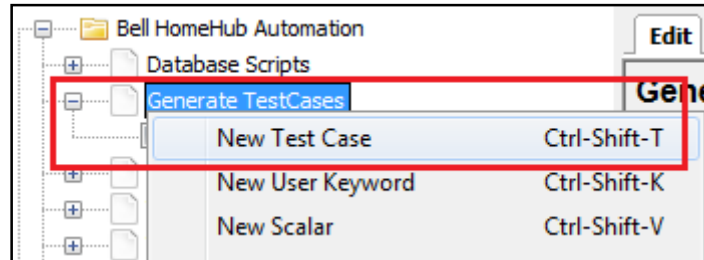 Bell HomeHub Automation
Edit
Database Scripts
Generate TestCases
New Test Case Ctrl-Shift-T
New User Keyword Ctrl-Shift-K
New Scalar Ctrl-Shift-V